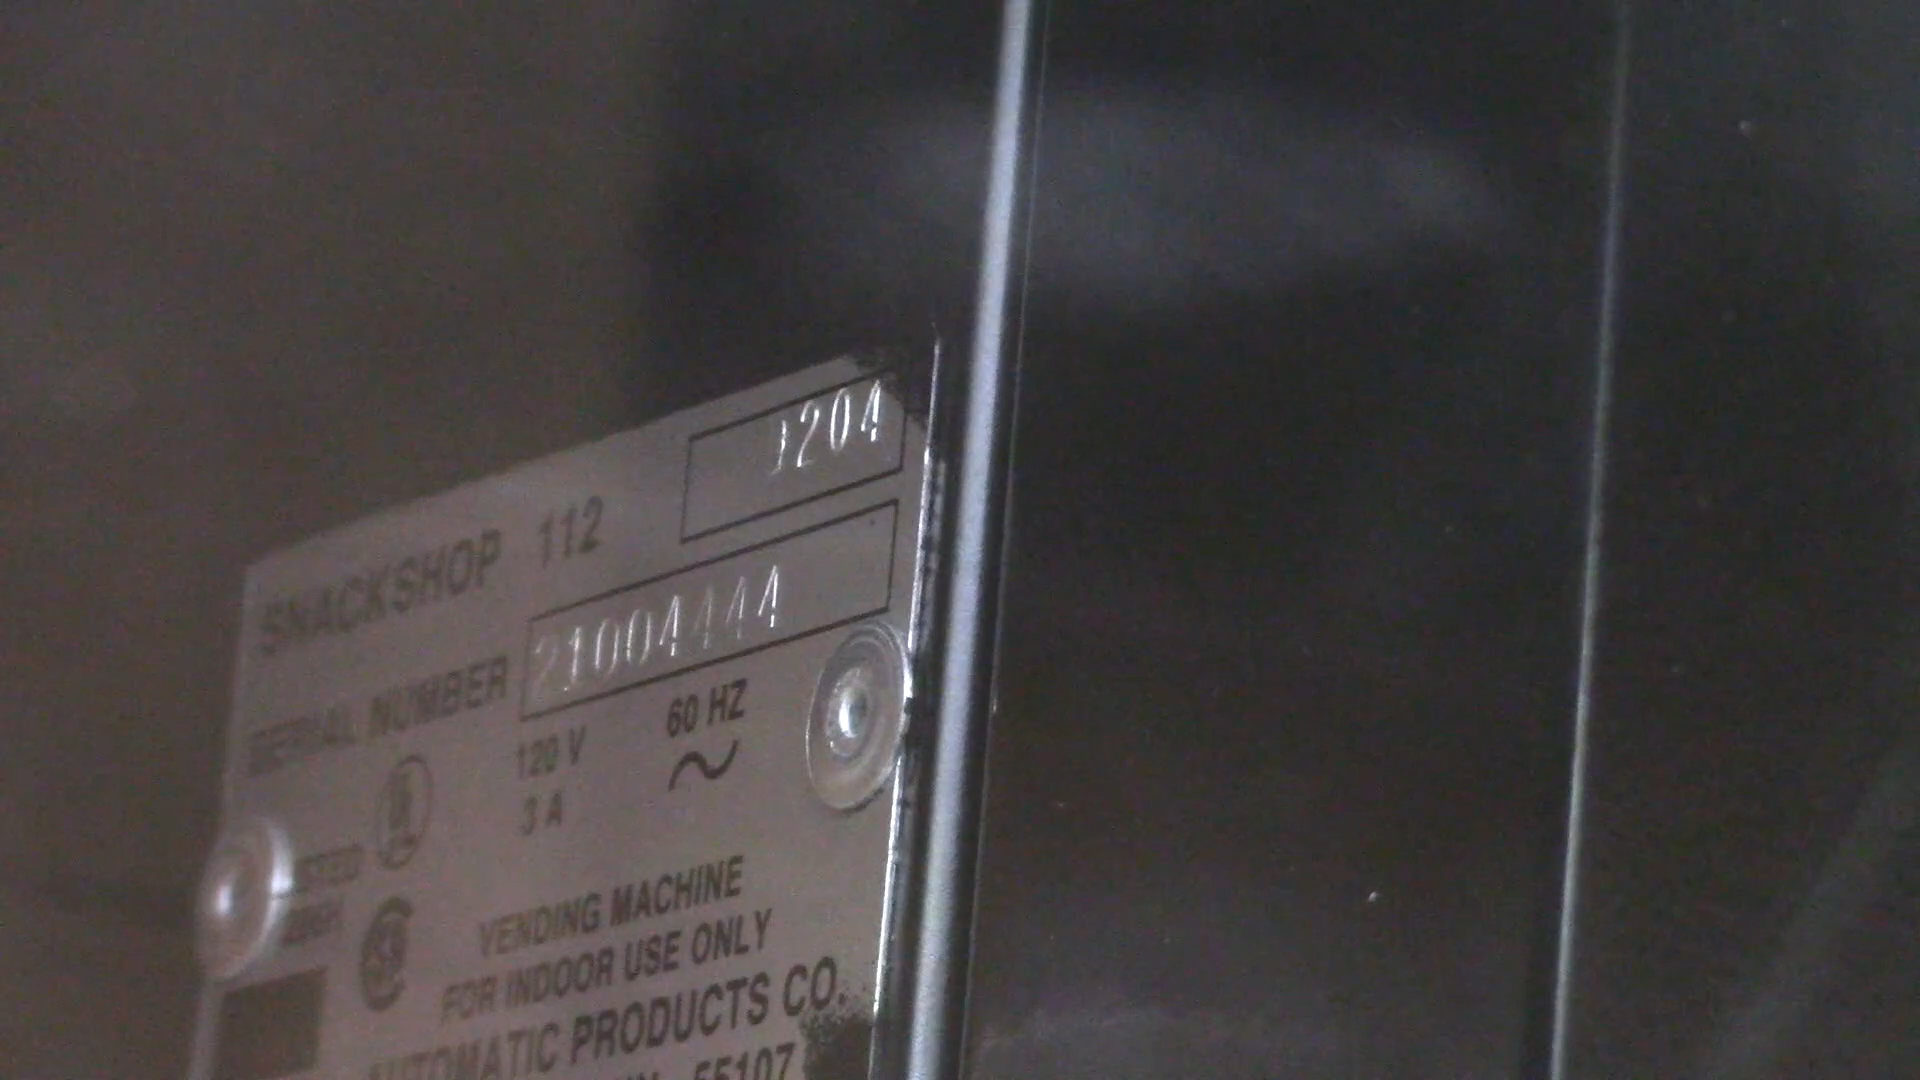 1204
SNACKSHOP 112
SERIAL NUMBER 21004444
120 V 60 HZ
3 A
VENDING MACHINE
FOR INDOOR USE ONLY
AUTOMATIC PRODUCTS CO.
55107